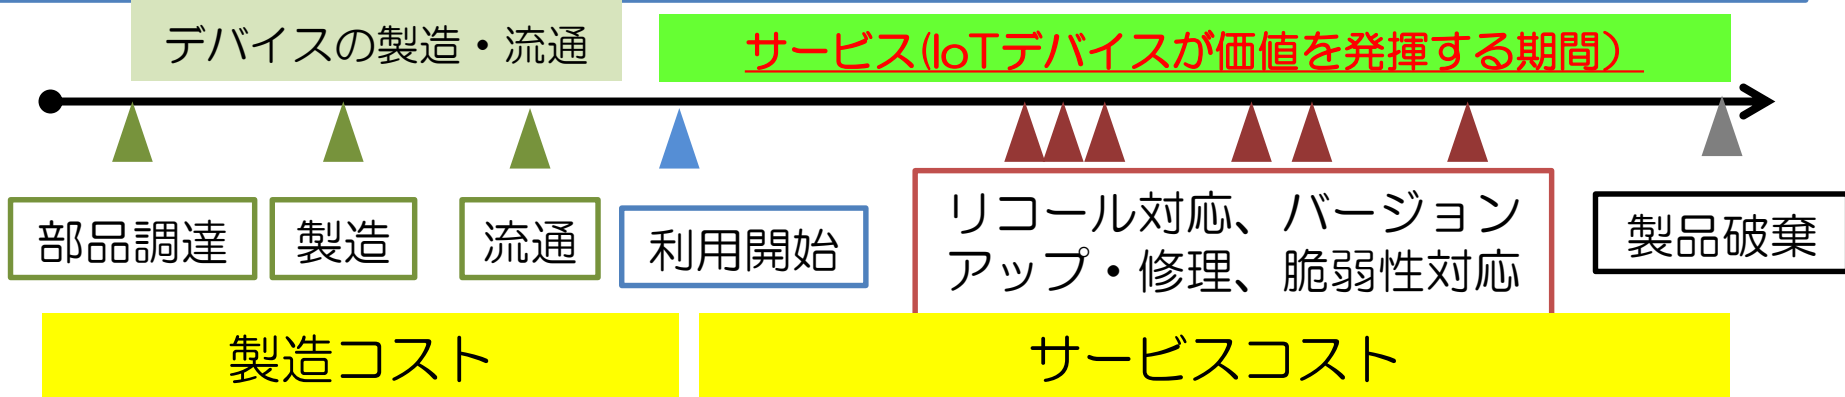 デバイスの製造・流通
サービス(IoTデバイスが価値を発揮する期間)
部品調達
製造
流通
利用開始
リコール対応、バージョン
アップ・修理、脆弱性対応
製品破棄
製造コスト
サービスコスト